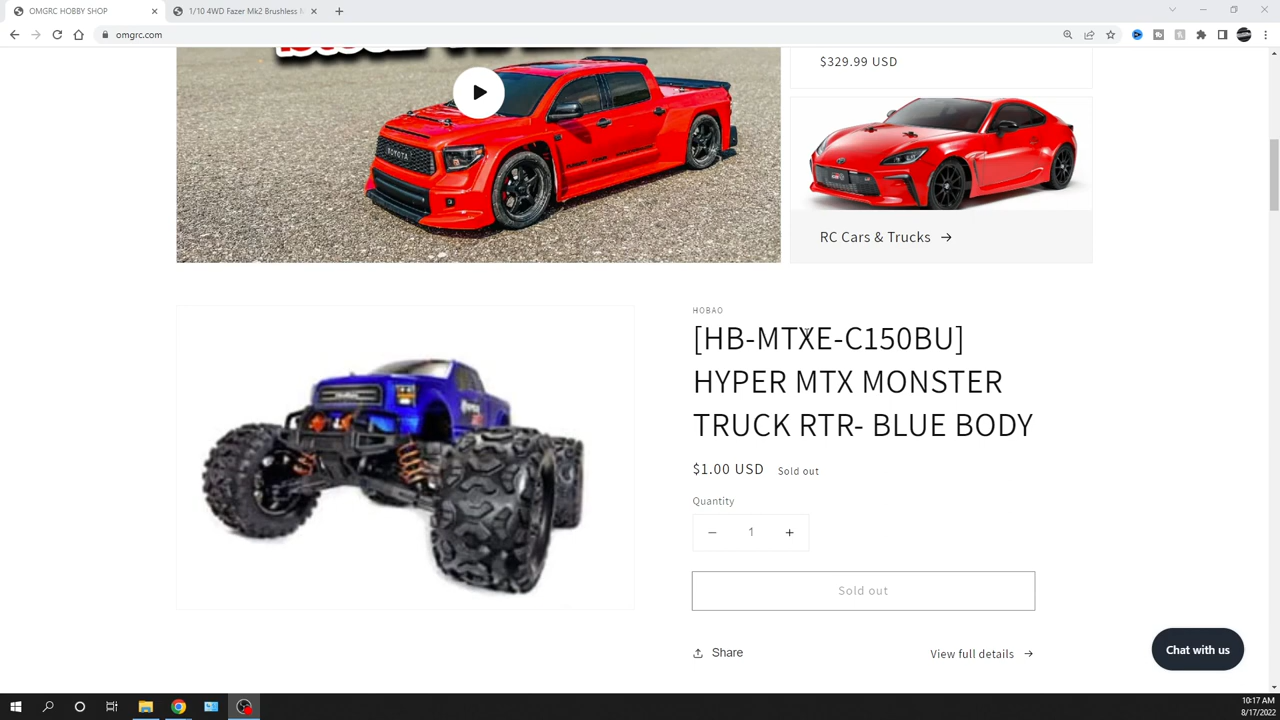 OMGRC HOBBY SHOP
1/10 4WD Fazer Mk2 Brushless M
omgrc.com
$329.99 USD
TOYOTA
RC Cars & Trucks →
HOBAO
[HB-MTXE-C150BU]
HYPER MTX MONSTER
TRUCK RTR- BLUE BODY
$1.00 USD Sold out
Quantity
− 1 +
Sold out
Share
View full details →
Chat with us
10:17 AM
8/17/2022